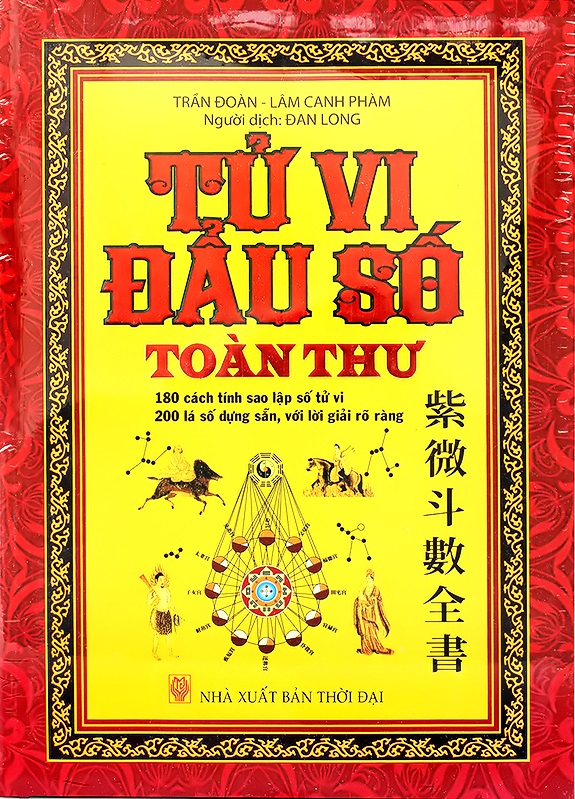 TRẦN ĐOÀN - LÂM CANH PHÀM
Người dịch: ĐAN LONG
TỬ VI
ĐẨU SỐ
TOÀN THƯ
180 cách tính sao lập số tử vi
200 lá số dựng sẵn, với lời giải rõ ràng
紫微斗數全書
NHÀ XUẤT BẢN THỜI ĐẠI